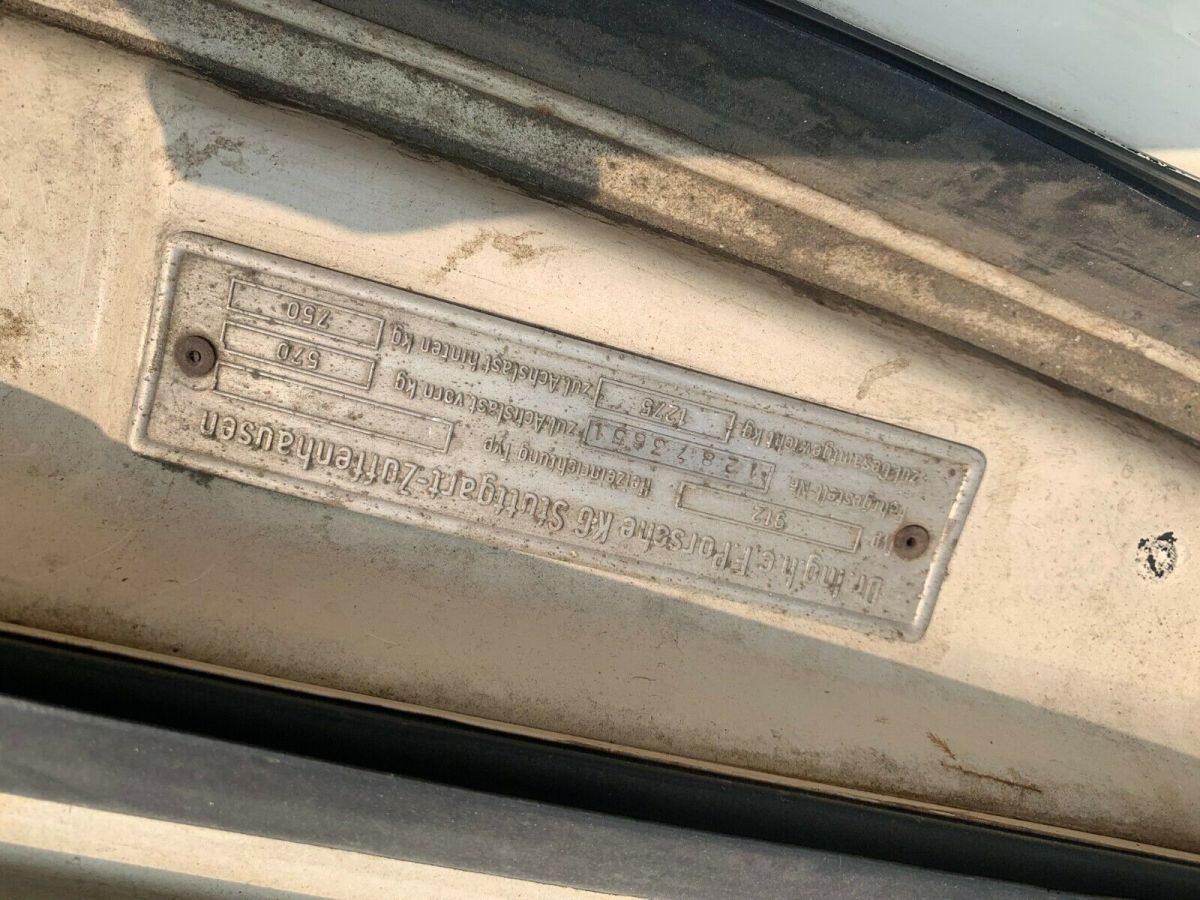 Dr.Ing.h.c.F.Porsche KG Stuttgart-Zuffenhausen
Typ 912 Heizeinrichtung Typ
Fahrgestell-Nr. 12873651 zul.Achslast vorn kg 570
zul.Gesamtgewicht kg 1275 zul.Achslast hinten kg 750